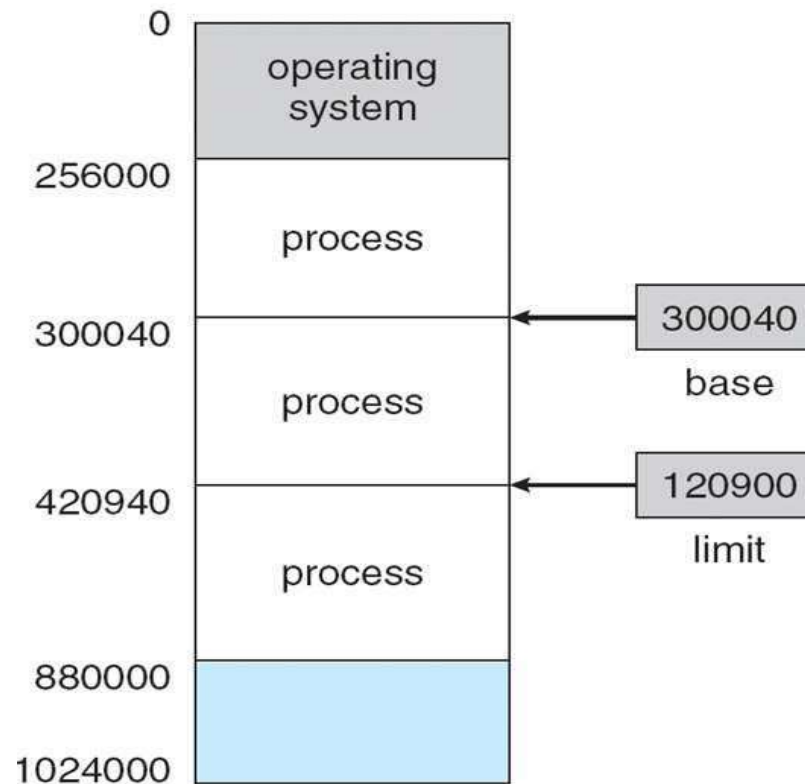 0
operating
system
256000
process
300040
300040
base
process
420940
120900
limit
process
880000
1024000